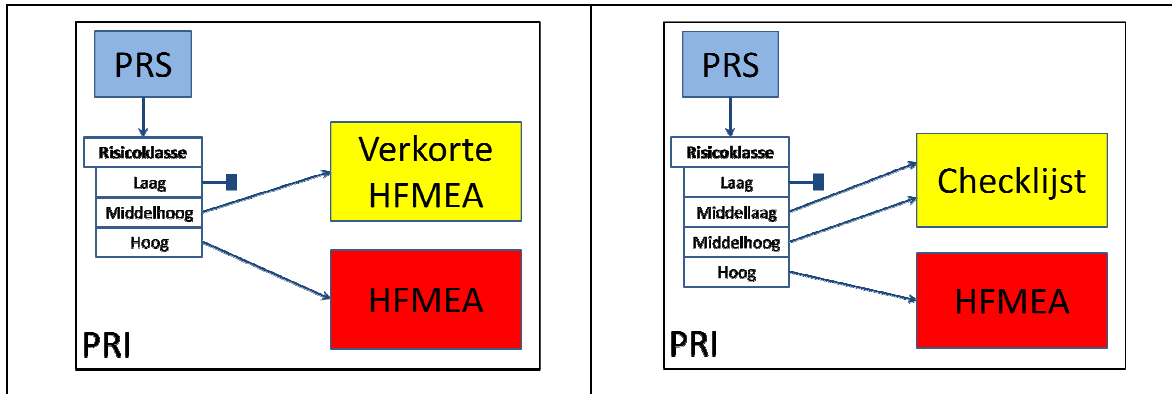 PRS
Risicoklasse
Laag
Middelhoog
Hoog
Verkorte
HFMEA
HFMEA
PRI
PRS
Risicoklasse
Laag
Middellaag
Middelhoog
Hoog
Checklijst
HFMEA
PRI